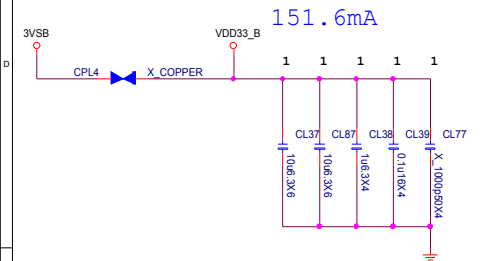 151.6mA
3VSB
VDD33_B
D
CPL4
X_COPPER
1 1 1 1 1
CL37
CL87
CL38
CL39
CL77
10u6.3X6
10u6.3X6
1u6.3X4
0.1u16X4
X_1000p50X4